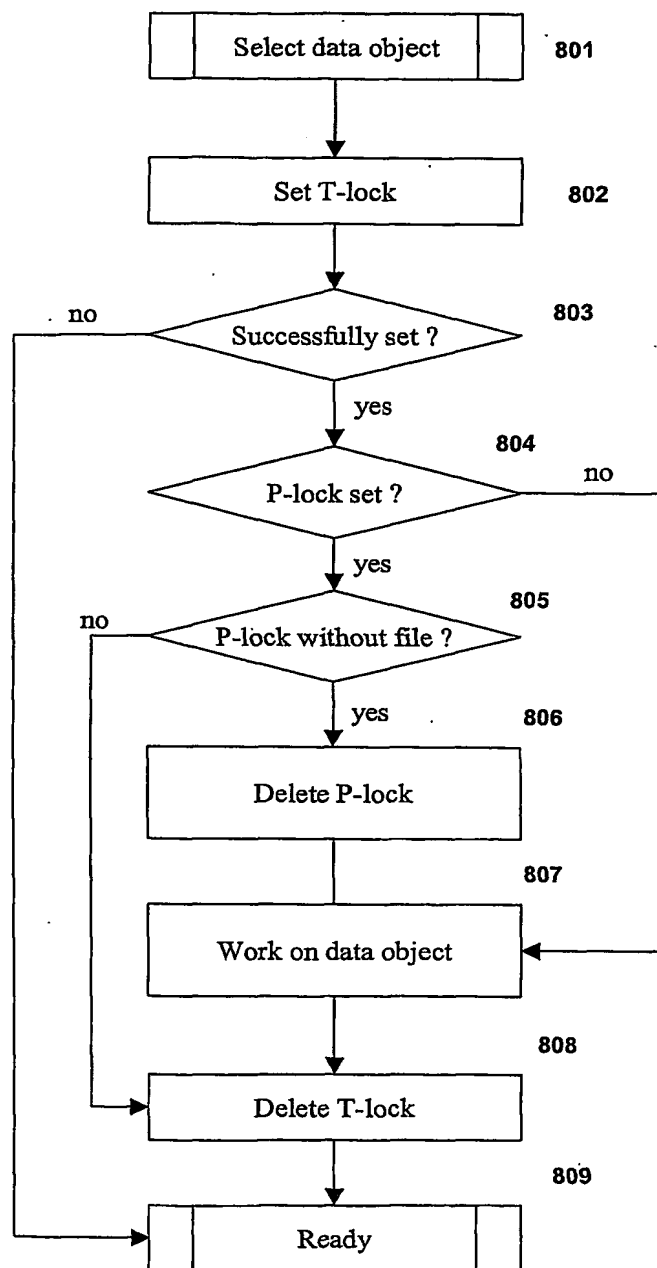 Select data object 801
Set T-lock 802
803
no
Successfully set ?
yes
804
P-lock set ?
no
yes
805
no
P-lock without file ?
yes
806
Delete P-lock
807
Work on data object
808
Delete T-lock
809
Ready